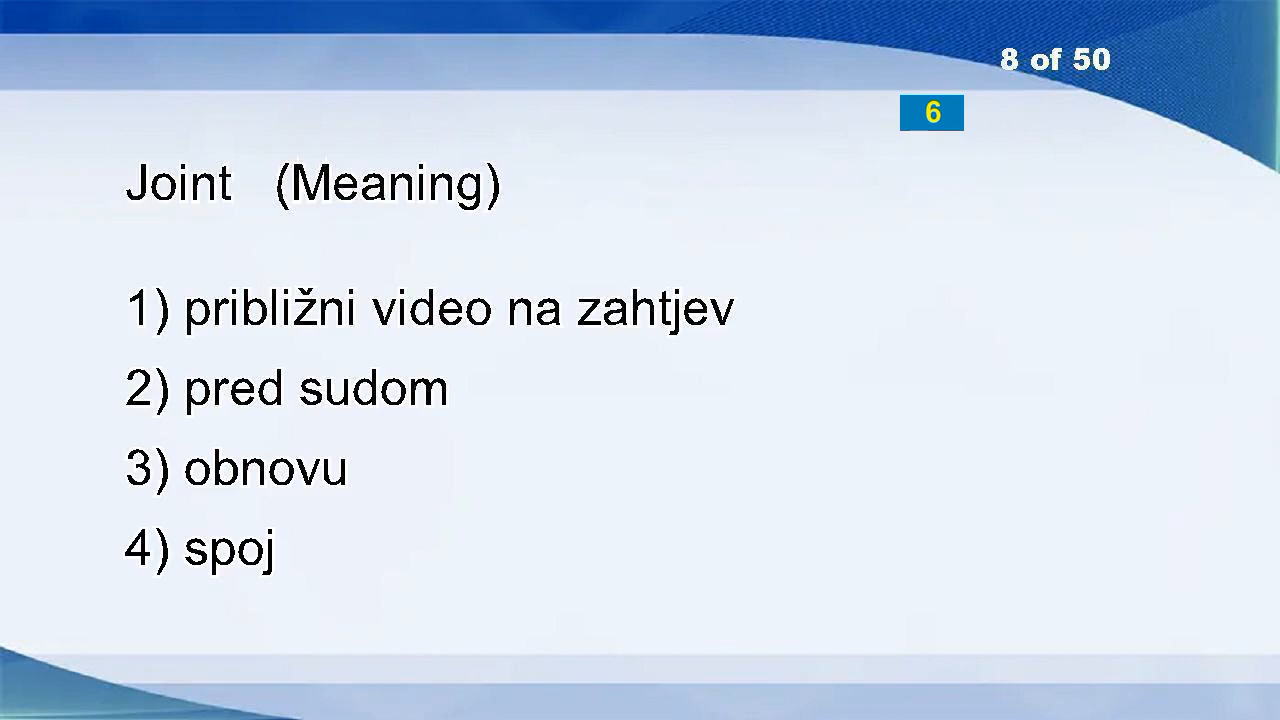 8 of 50
6
Joint (Meaning)
1) približni video na zahtjev
2) pred sudom
3) obnovu
4) spoj